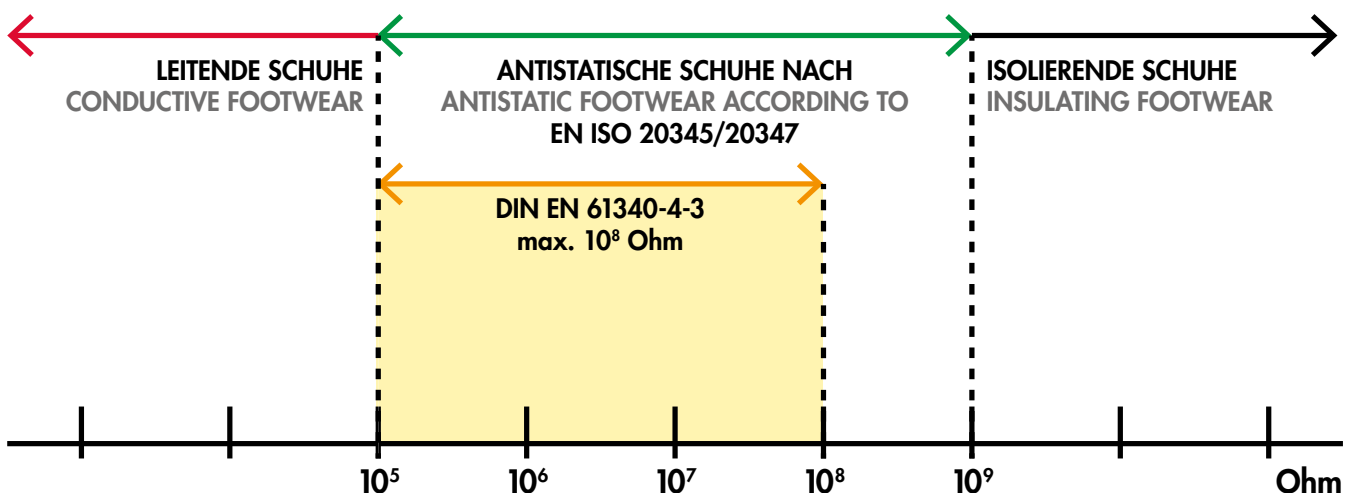 LEITENDE SCHUHE
CONDUCTIVE FOOTWEAR
ANTISTATISCHE SCHUHE NACH
ANTISTATIC FOOTWEAR ACCORDING TO
EN ISO 20345/20347
ISOLIERENDE SCHUHE
INSULATING FOOTWEAR
DIN EN 61340-4-3
max. 10⁸ Ohm
10⁵ 10⁶ 10⁷ 10⁸ 10⁹ Ohm